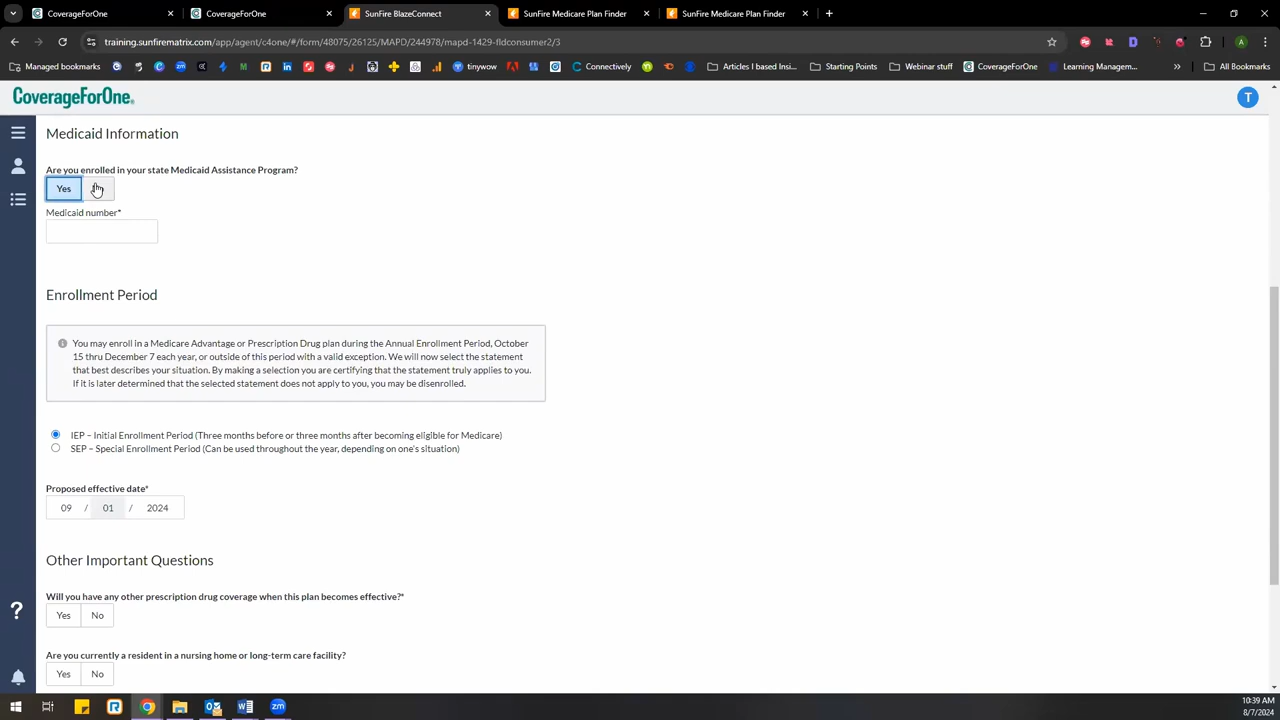 CoverageForOne
CoverageForOne
SunFire BlazeConnect
SunFire Medicare Plan Finder
SunFire Medicare Plan Finder
training.sunfirematrix.com/app/agent/c4one/#/form/48075/26125/MAPD/244978/mapd-1429-fldconsumer2/3
A
Managed bookmarks
tinywow
Connectively
Articles I based Insi...
Starting Points
Webinar stuff
CoverageForOne
Learning Managem...
All Bookmarks
CoverageForOne
T
Medicaid Information
Are you enrolled in your state Medicaid Assistance Program?
Yes
Medicaid number*
Enrollment Period
You may enroll in a Medicare Advantage or Prescription Drug plan during the Annual Enrollment Period, October
15 thru December 7 each year, or outside of this period with a valid exception. We will now select the statement
that best describes your situation. By making a selection you are certifying that the statement truly applies to you.
If it is later determined that the selected statement does not apply to you, you may be disenrolled.
IEP – Initial Enrollment Period (Three months before or three months after becoming eligible for Medicare)
SEP – Special Enrollment Period (Can be used throughout the year, depending on one's situation)
Proposed effective date*
09 / 01 / 2024
Other Important Questions
Will you have any other prescription drug coverage when this plan becomes effective?*
Yes No
Are you currently a resident in a nursing home or long-term care facility?
Yes No
10:39 AM
8/7/2024